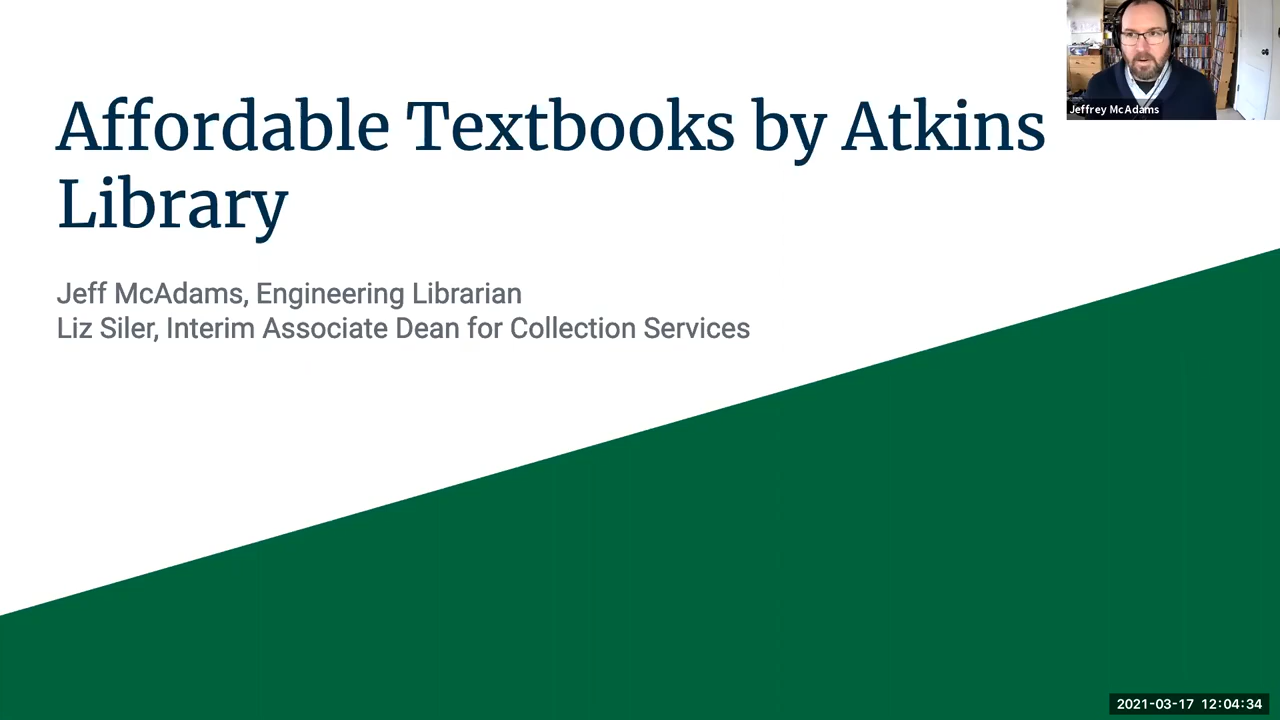 Affordable Textbooks by Atkins
Library
Jeff McAdams, Engineering Librarian
Liz Siler, Interim Associate Dean for Collection Services
Jeffrey McAdams
2021-03-17 12:04:34